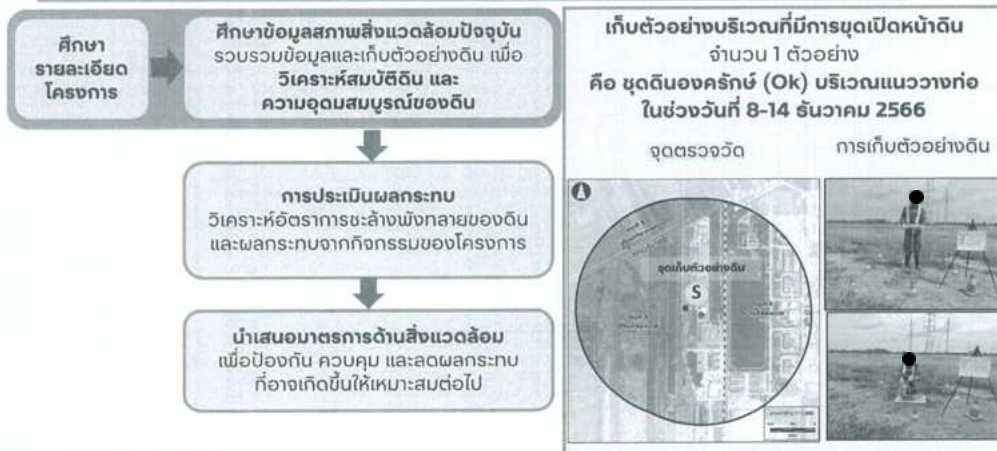 ศึกษา
รายละเอียด
โครงการ
ศึกษาข้อมูลสภาพสิ่งแวดล้อมปัจจุบัน
รวบรวมข้อมูลและเก็บตัวอย่างดิน เพื่อ
วิเคราะห์สมบัติดิน และ
ความอุดมสมบูรณ์ของดิน
การประเมินผลกระทบ
วิเคราะห์อัตราการชะล้างพังทลายของดิน
และผลกระทบจากกิจกรรมของโครงการ
นำเสนอมาตรการด้านสิ่งแวดล้อม
เพื่อป้องกัน ควบคุม และลดผลกระทบ
ที่อาจเกิดขึ้นให้เหมาะสมต่อไป
เก็บตัวอย่างบริเวณที่มีการขุดเปิดหน้าดิน
จำนวน 1 ตัวอย่าง
คือ ชุดดินองครักษ์ (Ok) บริเวณแนววางท่อ
ในช่วงวันที่ 8-14 ธันวาคม 2566
จุดตรวจวัด
การเก็บตัวอย่างดิน
จุดเก็บตัวอย่างดิน
S